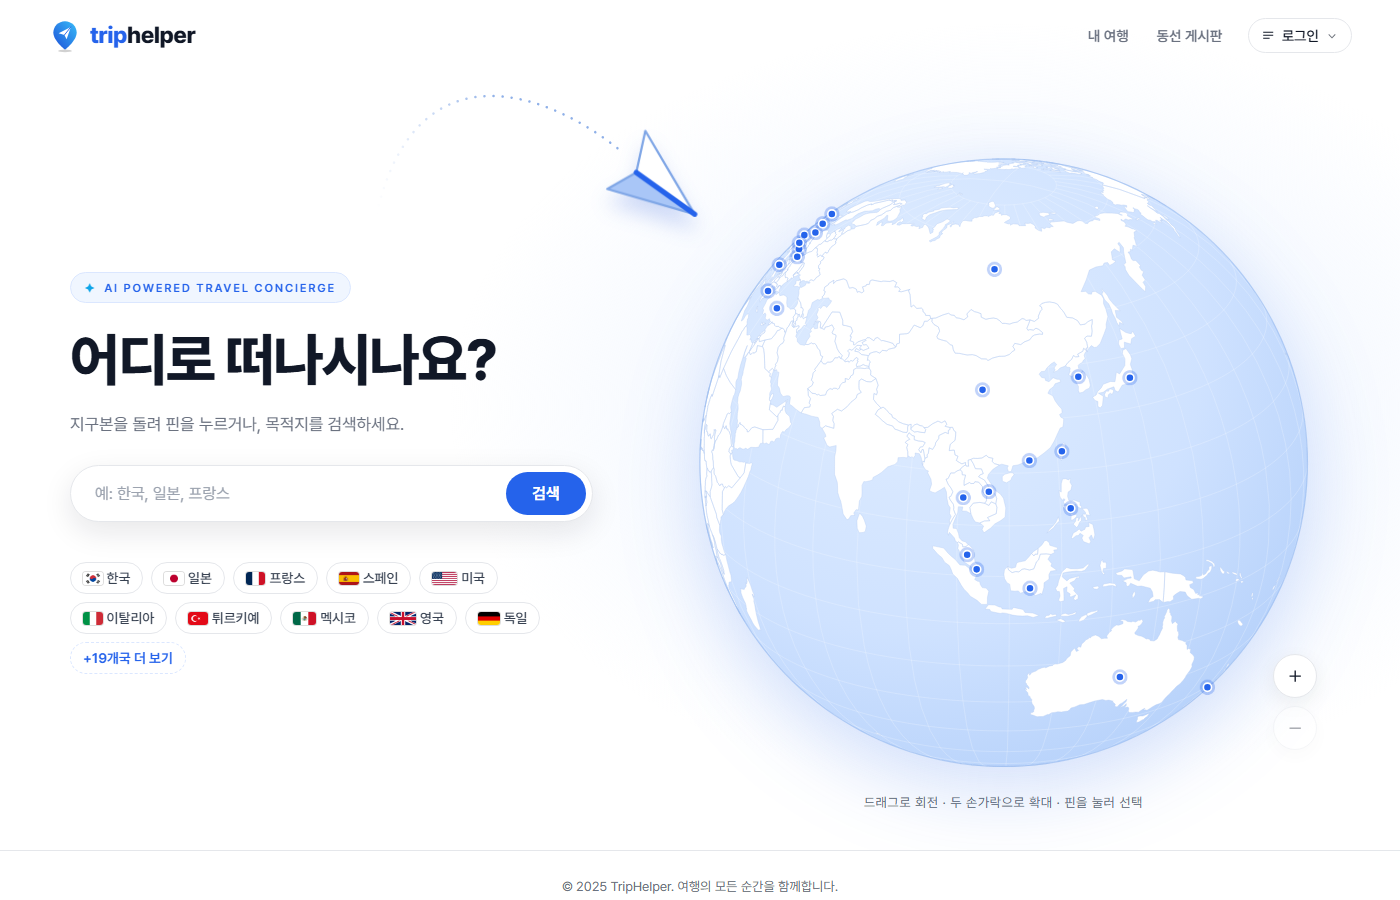 triphelper
내 여행
동선 게시판
로그인
AI POWERED TRAVEL CONCIERGE
어디로 떠나시나요?
지구본을 돌려 핀을 누르거나, 목적지를 검색하세요.
예: 한국, 일본, 프랑스
검색
한국
일본
프랑스
스페인
미국
이탈리아
튀르키예
멕시코
영국
독일
+19개국 더 보기
+
−
드래그로 회전 · 두 손가락으로 확대 · 핀을 눌러 선택
© 2025 TripHelper. 여행의 모든 순간을 함께합니다.